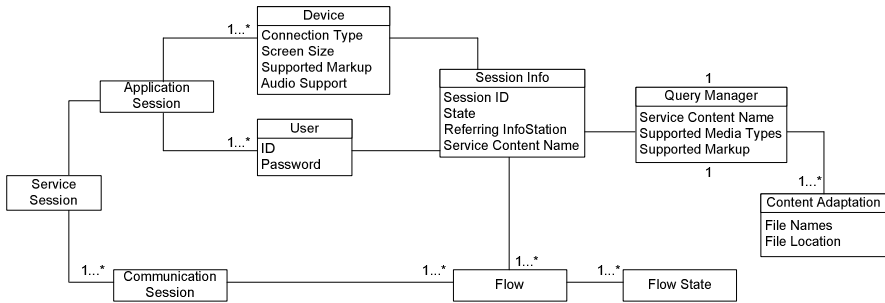 Device
1...*
Connection Type
Screen Size
Supported Markup
Audio Support
Application
Session
1...*
User
ID
Password
Session Info
Session ID
State
Referring InfoStation
Service Content Name
1
Query Manager
Service Content Name
Supported Media Types
Supported Markup
1
1...*
Content Adaptation
File Names
File Location
Service
Session
1...*
Communication
Session
1...*
1...*
Flow
1...*
Flow State